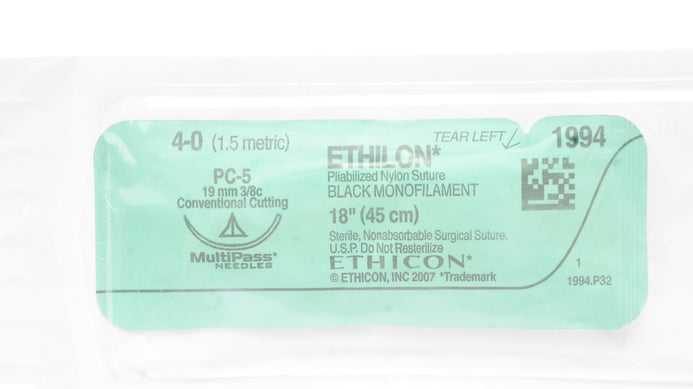 4-0 (1.5 metric)
PC-5
19 mm 3/8c
Conventional Cutting
MultiPass*
NEEDLES
TEAR LEFT
ETHILON*
Pliabilized Nylon Suture
BLACK MONOFILAMENT
18" (45 cm)
Sterile, Nonabsorbable Surgical Suture.
U.S.P. Do Not Resterilize
ETHICON*
© ETHICON, INC 2007 *Trademark
1994
1
1994.P32